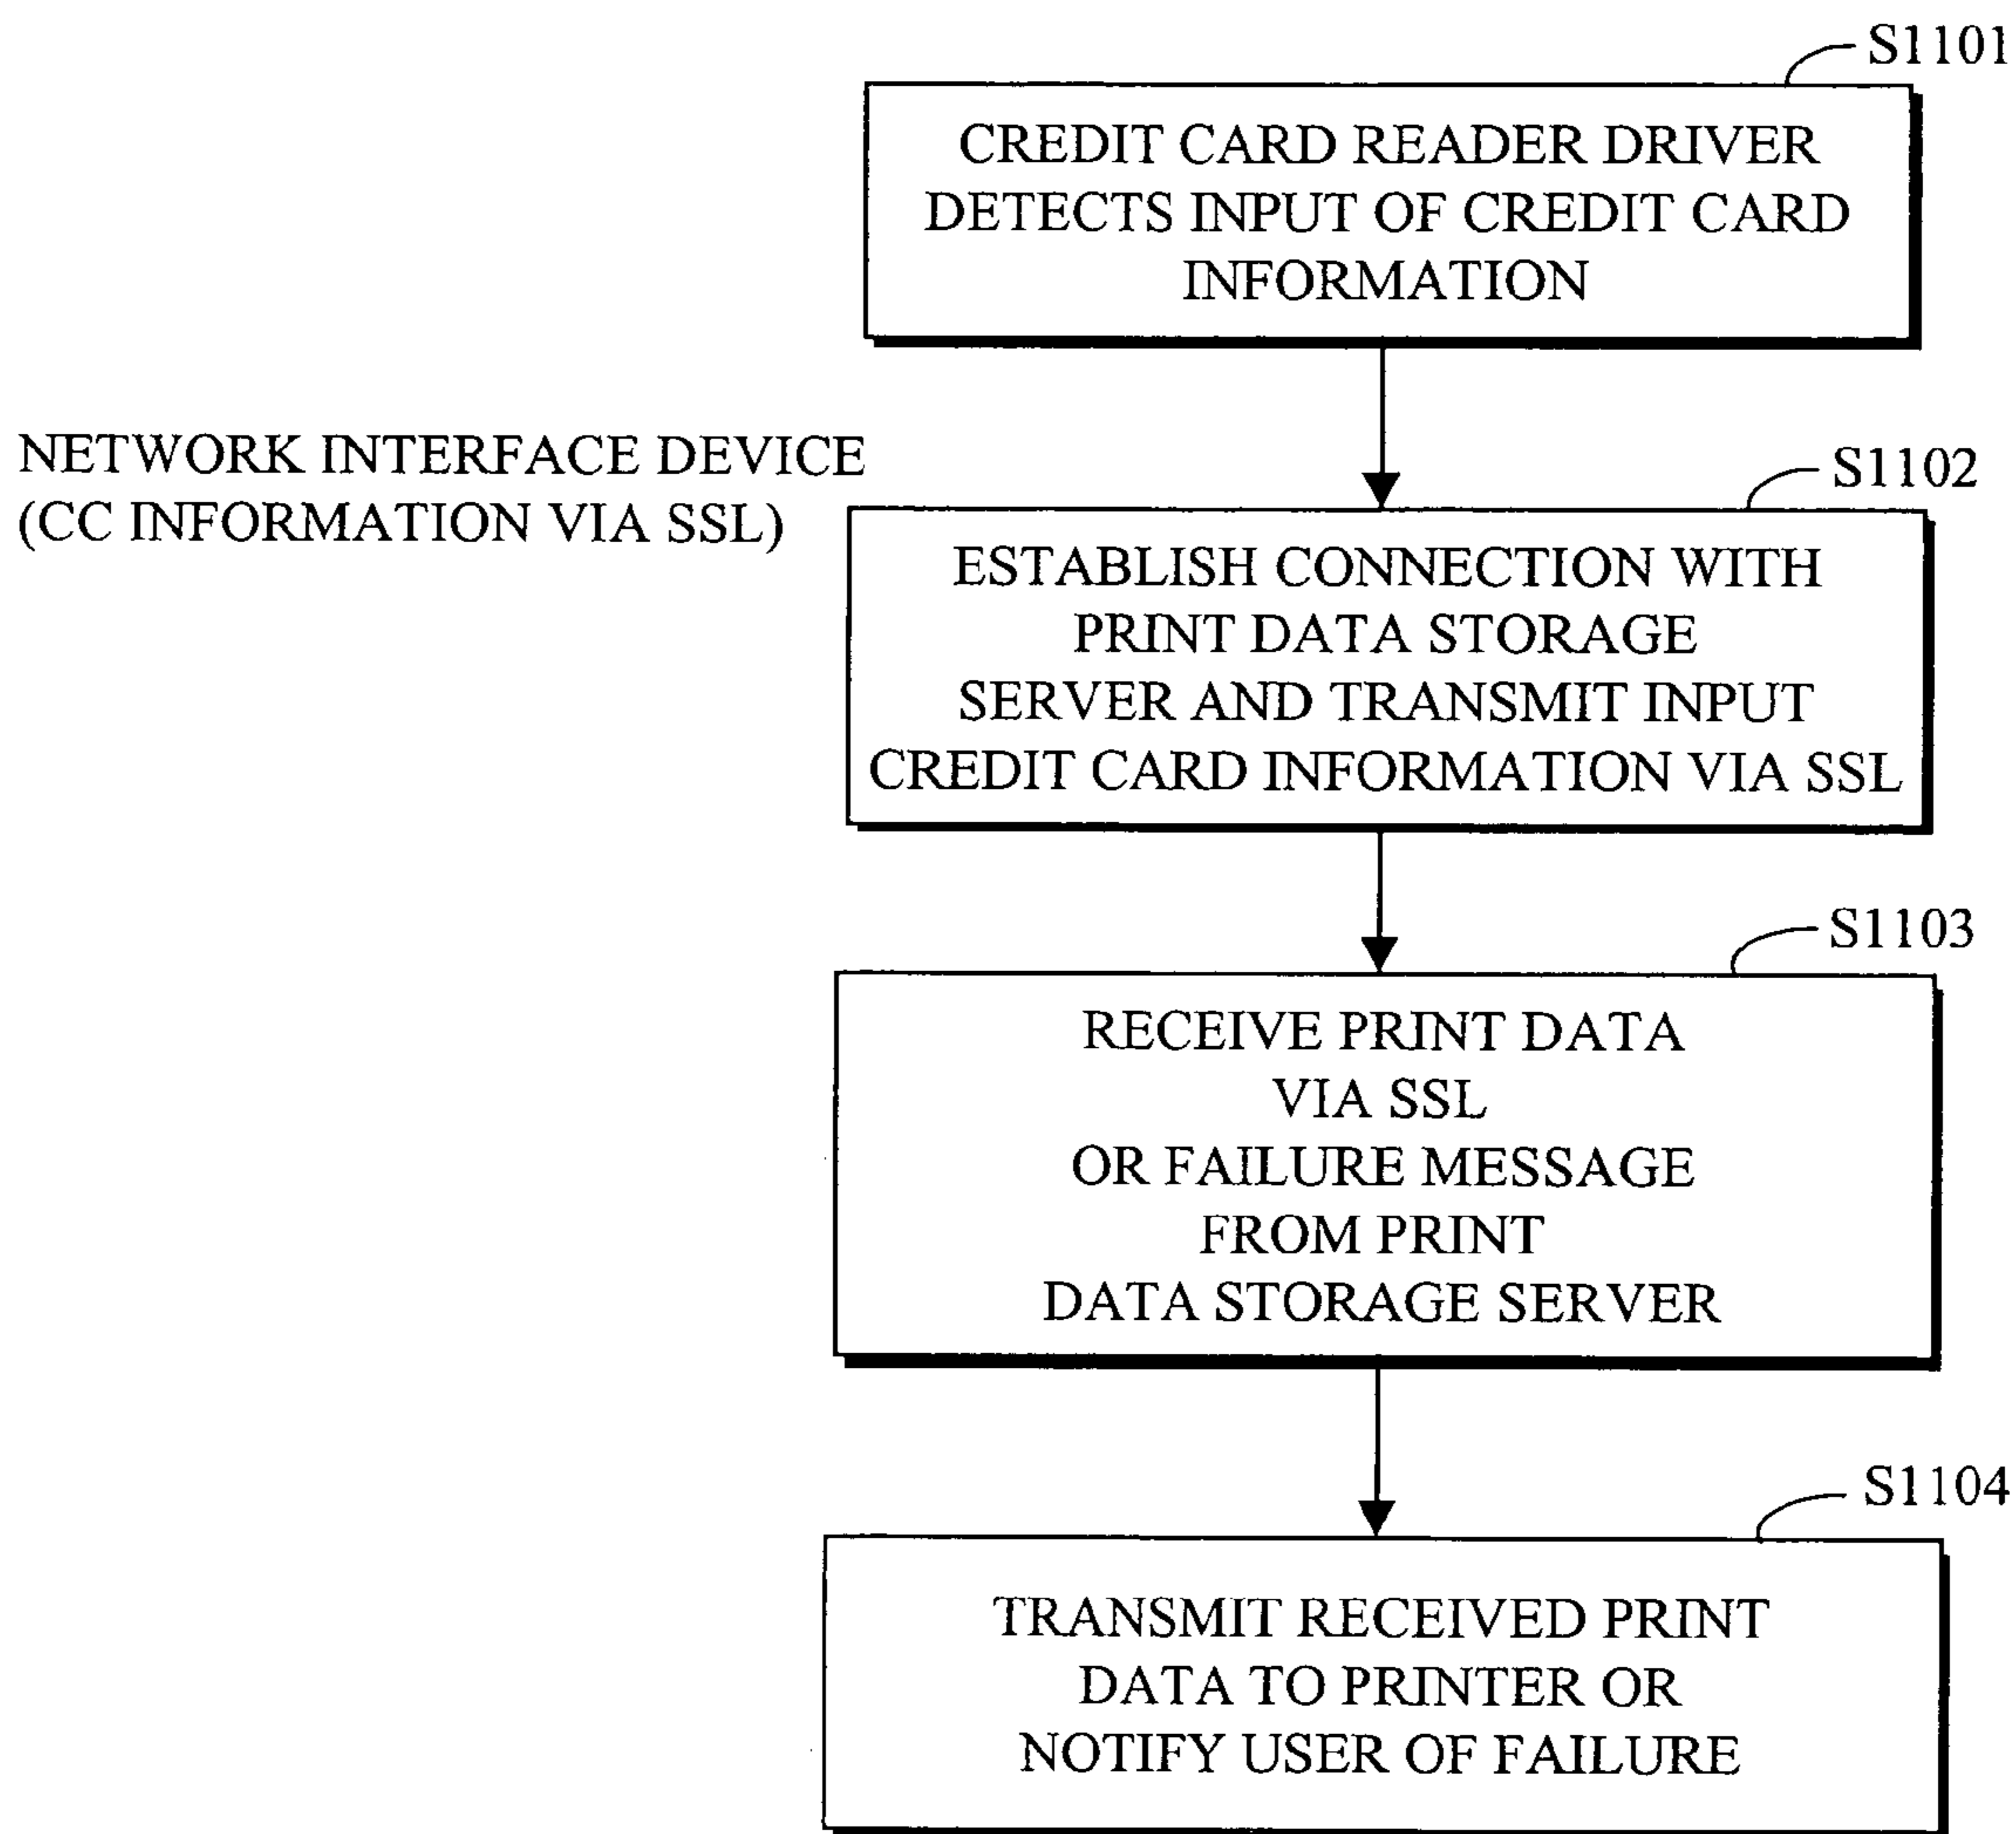 S1101
CREDIT CARD READER DRIVER
DETECTS INPUT OF CREDIT CARD
INFORMATION
NETWORK INTERFACE DEVICE
(CC INFORMATION VIA SSL)
S1102
ESTABLISH CONNECTION WITH
PRINT DATA STORAGE
SERVER AND TRANSMIT INPUT
CREDIT CARD INFORMATION VIA SSL
S1103
RECEIVE PRINT DATA
VIA SSL
OR FAILURE MESSAGE
FROM PRINT
DATA STORAGE SERVER
S1104
TRANSMIT RECEIVED PRINT
DATA TO PRINTER OR
NOTIFY USER OF FAILURE